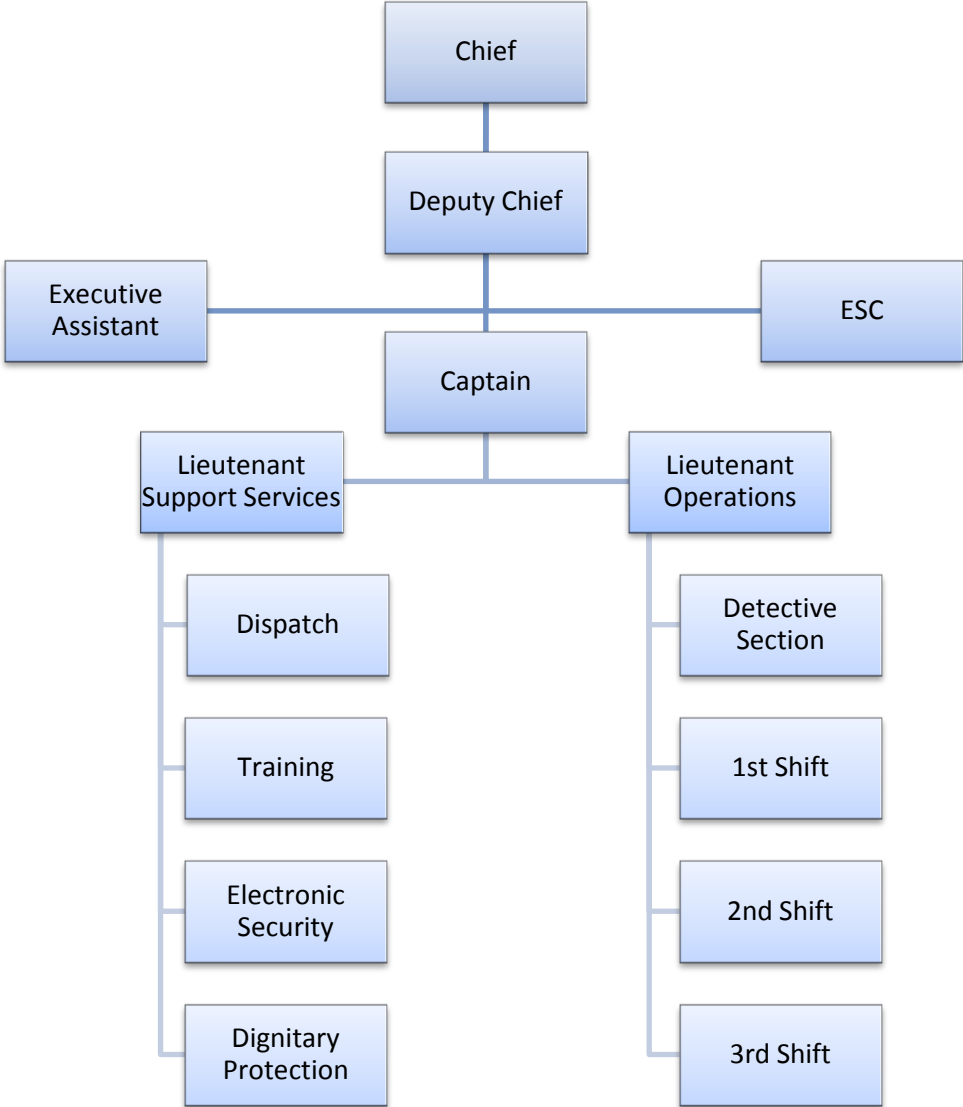 Chief
Deputy Chief
Executive
Assistant
ESC
Captain
Lieutenant
Support Services
Lieutenant
Operations
Dispatch
Training
Electronic
Security
Dignitary
Protection
Detective
Section
1st Shift
2nd Shift
3rd Shift